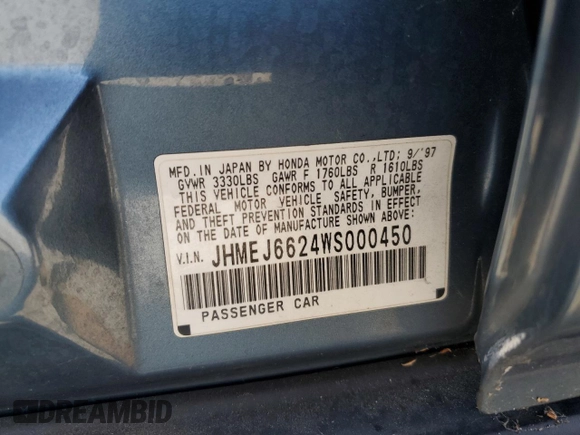 MFD.IN JAPAN BY HONDA MOTOR CO.,LTD; 9/'97
GVWR 3330LBS GAWR F 1760LBS R 1610LBS
THIS VEHICLE CONFORMS TO ALL APPLICABLE
FEDERAL MOTOR VEHICLE SAFETY, BUMPER,
AND THEFT PREVENTION STANDARDS IN EFFECT
ON THE DATE OF MANUFACTURE SHOWN ABOVE.
V.I.N. JHMEJ6624WS000450
PASSENGER CAR
DREAMBID